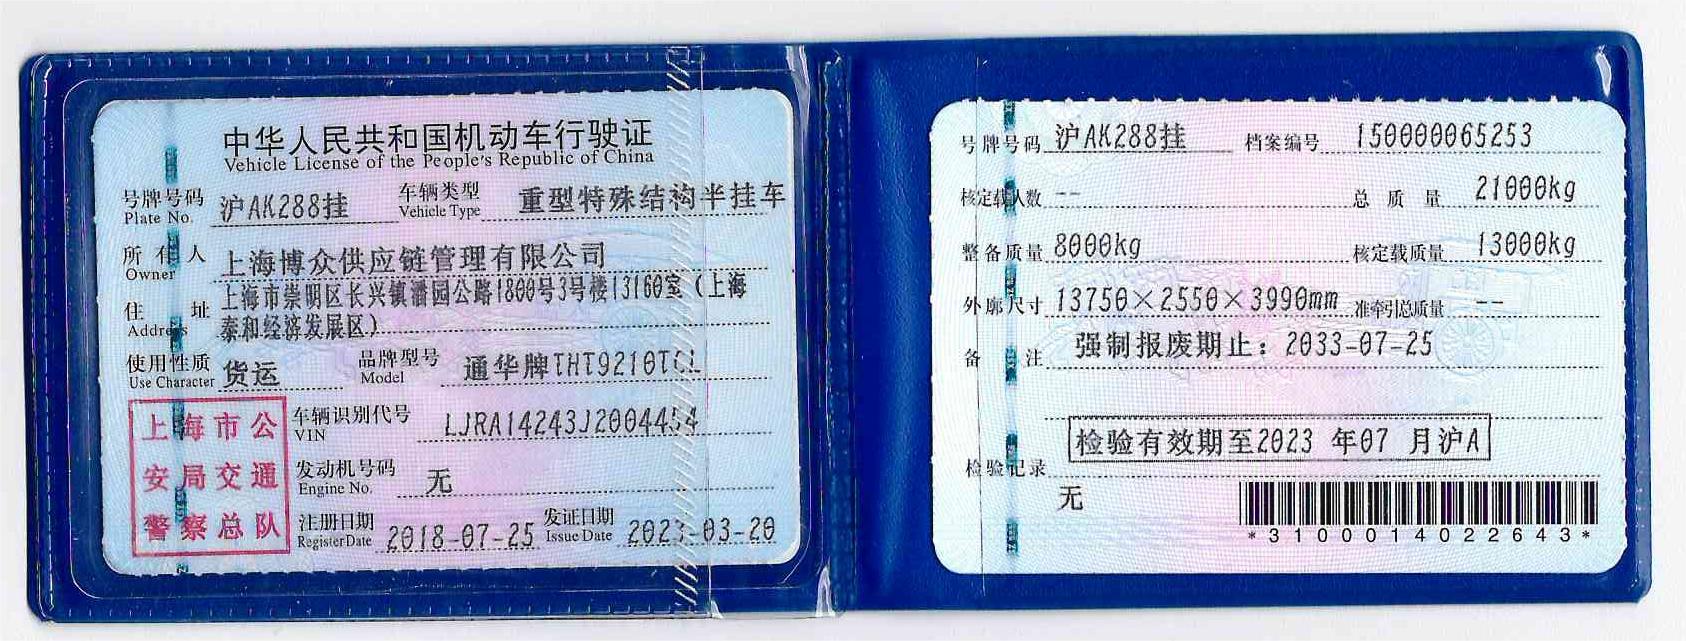 中华人民共和国机动车行驶证
Vehicle License of the People's Republic of China
号牌号码 沪AK288挂 车辆类型 重型特殊结构半挂车
Plate No. Vehicle Type
所有人 上海博众供应链管理有限公司
Owner
住址 上海市崇明区长兴镇潘园公路1800号3号楼13160室（上海
Address 泰和经济发展区）
使用性质 货运 品牌型号 通华牌THT9210TCL
Use Character Model
上海市公
安局交通
警察总队
车辆识别代号 LJRA14243J2004454
VIN
发动机号码 无
Engine No.
注册日期 2018-07-25 发证日期 2023-03-20
Register Date Issue Date
号牌号码 沪AK288挂 档案编号 150000065253
核定载人数 -- 总质量 21000kg
整备质量 8000kg 核定载质量 13000kg
外廓尺寸 13750×2550×3990mm 准牵引总质量 --
备注 强制报废期止：2033-07-25
检验有效期至2023 年07 月沪A
检验记录
无
*3100014022643*